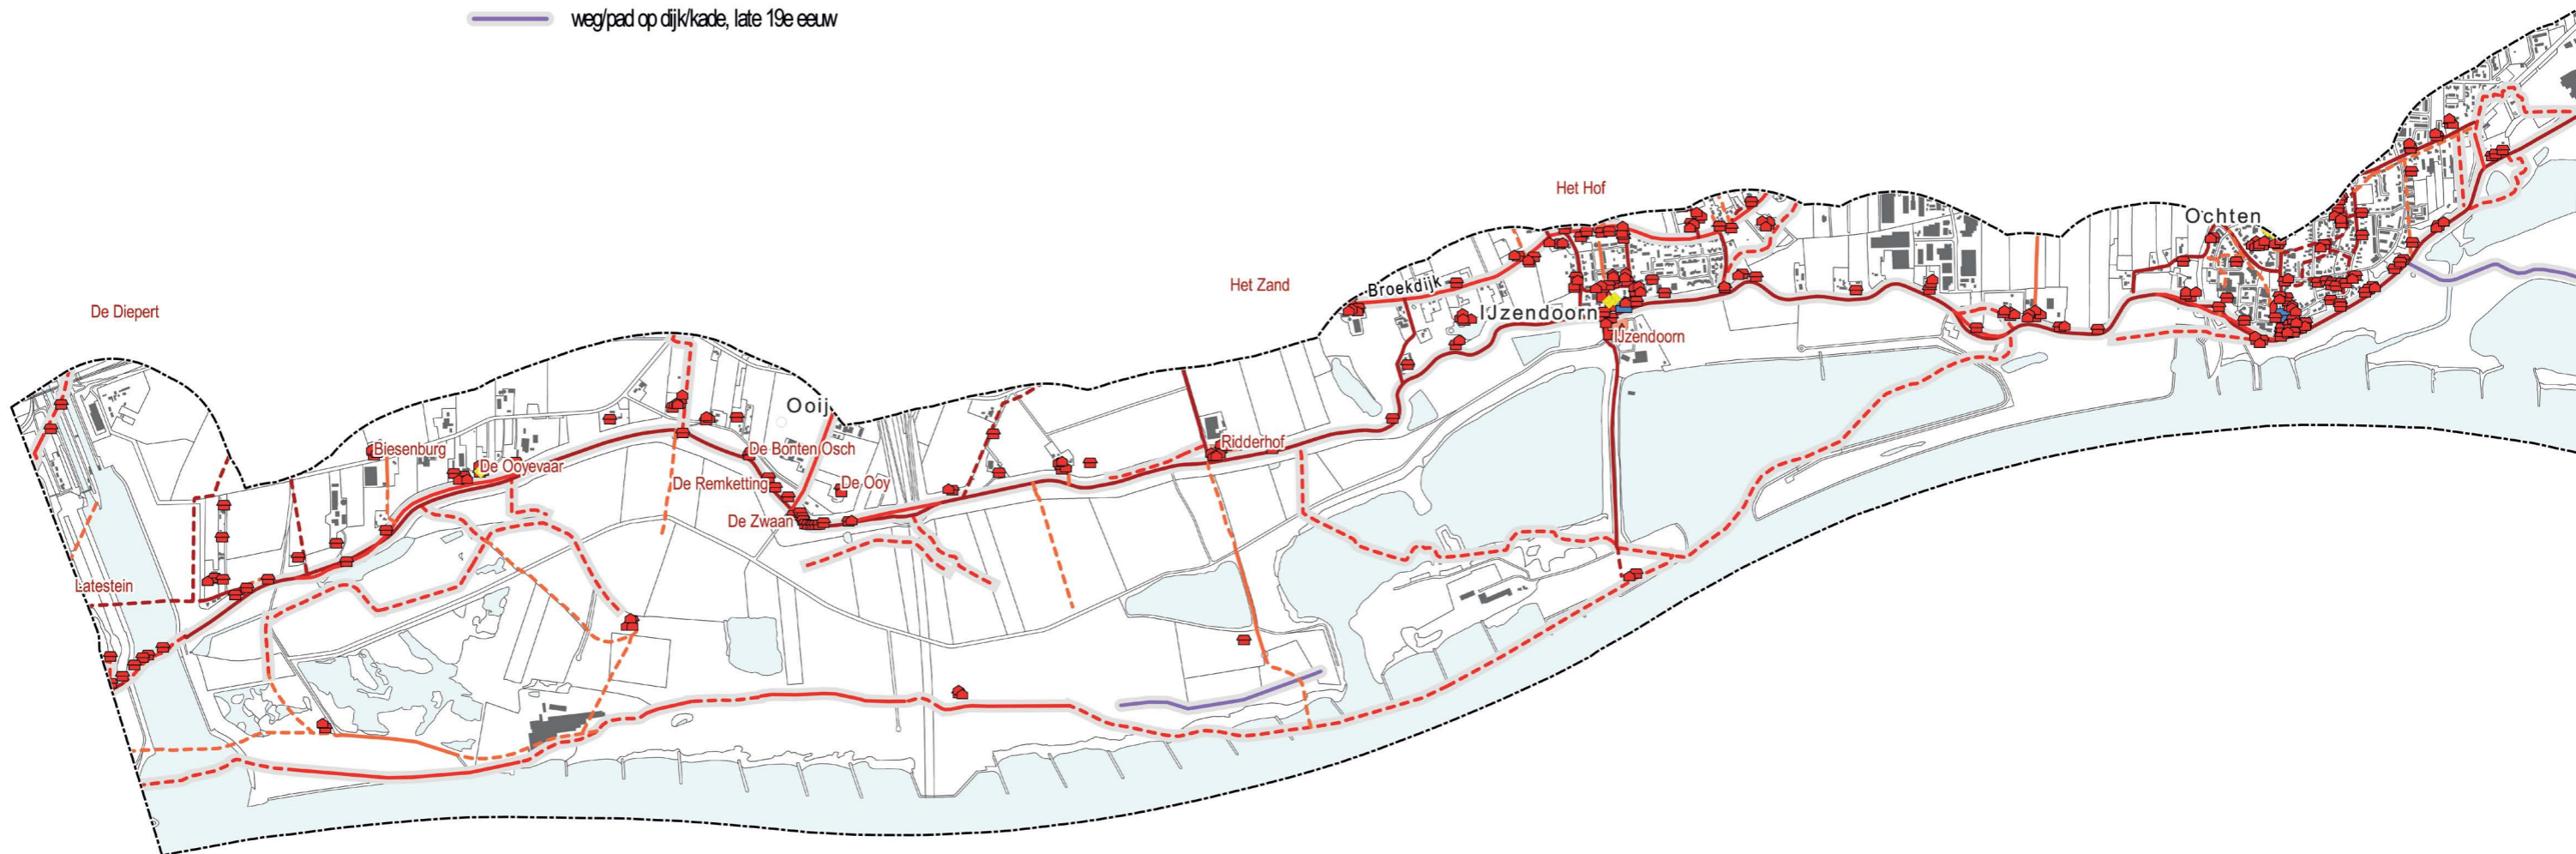 weg/pad op dijk/kade, late 19e eeuw
Het Hof
Ochten
Het Zand
Broekdijk
IJzendoorn
De Diepert
IJzendoorn
Ooij
Biesenburg
De Bonten Osch
Ridderhof
De Ooyevaar
De Remketting
De Ooy
De Zwaan
Latestein